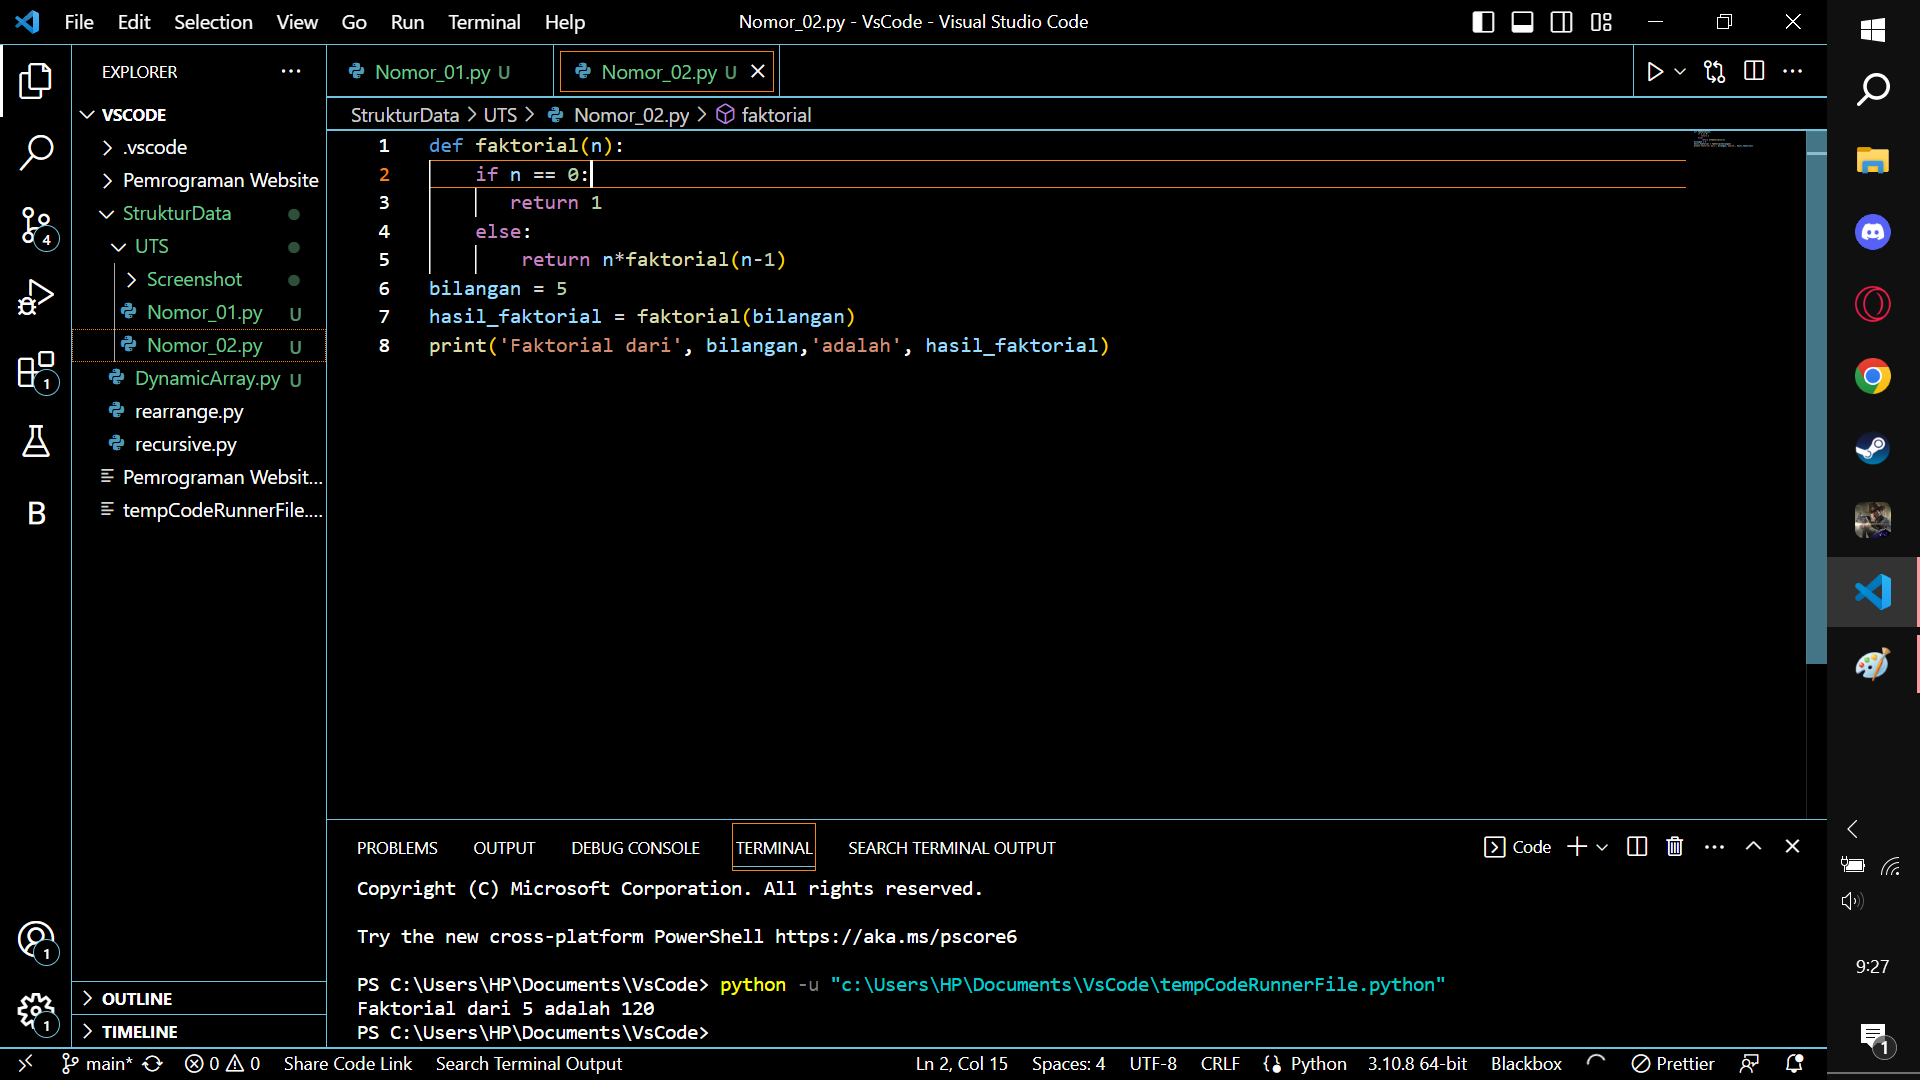 File Edit Selection View Go Run Terminal Help
Nomor_02.py - VsCode - Visual Studio Code
EXPLORER
VSCODE
.vscode
Pemrograman Website
StrukturData
UTS
Screenshot
Nomor_01.py U
Nomor_02.py U
DynamicArray.py U
rearrange.py
recursive.py
Pemrograman Websit...
tempCodeRunnerFile....
OUTLINE
TIMELINE
4
1
B
1
1
Nomor_01.py U
Nomor_02.py U
StrukturData > UTS > Nomor_02.py > faktorial
1 def faktorial(n):
2 if n == 0:
3 return 1
4 else:
5 return n*faktorial(n-1)
6 bilangan = 5
7 hasil_faktorial = faktorial(bilangan)
8 print('Faktorial dari', bilangan,'adalah', hasil_faktorial)
PROBLEMS OUTPUT DEBUG CONSOLE TERMINAL SEARCH TERMINAL OUTPUT
Code
Copyright (C) Microsoft Corporation. All rights reserved.
Try the new cross-platform PowerShell https://aka.ms/pscore6
PS C:\Users\HP\Documents\VsCode> python -u "c:\Users\HP\Documents\VsCode\tempCodeRunnerFile.python"
Faktorial dari 5 adalah 120
PS C:\Users\HP\Documents\VsCode>
main* 0 0 Share Code Link Search Terminal Output
Ln 2, Col 15 Spaces: 4 UTF-8 CRLF Python 3.10.8 64-bit Blackbox Prettier
9:27
1